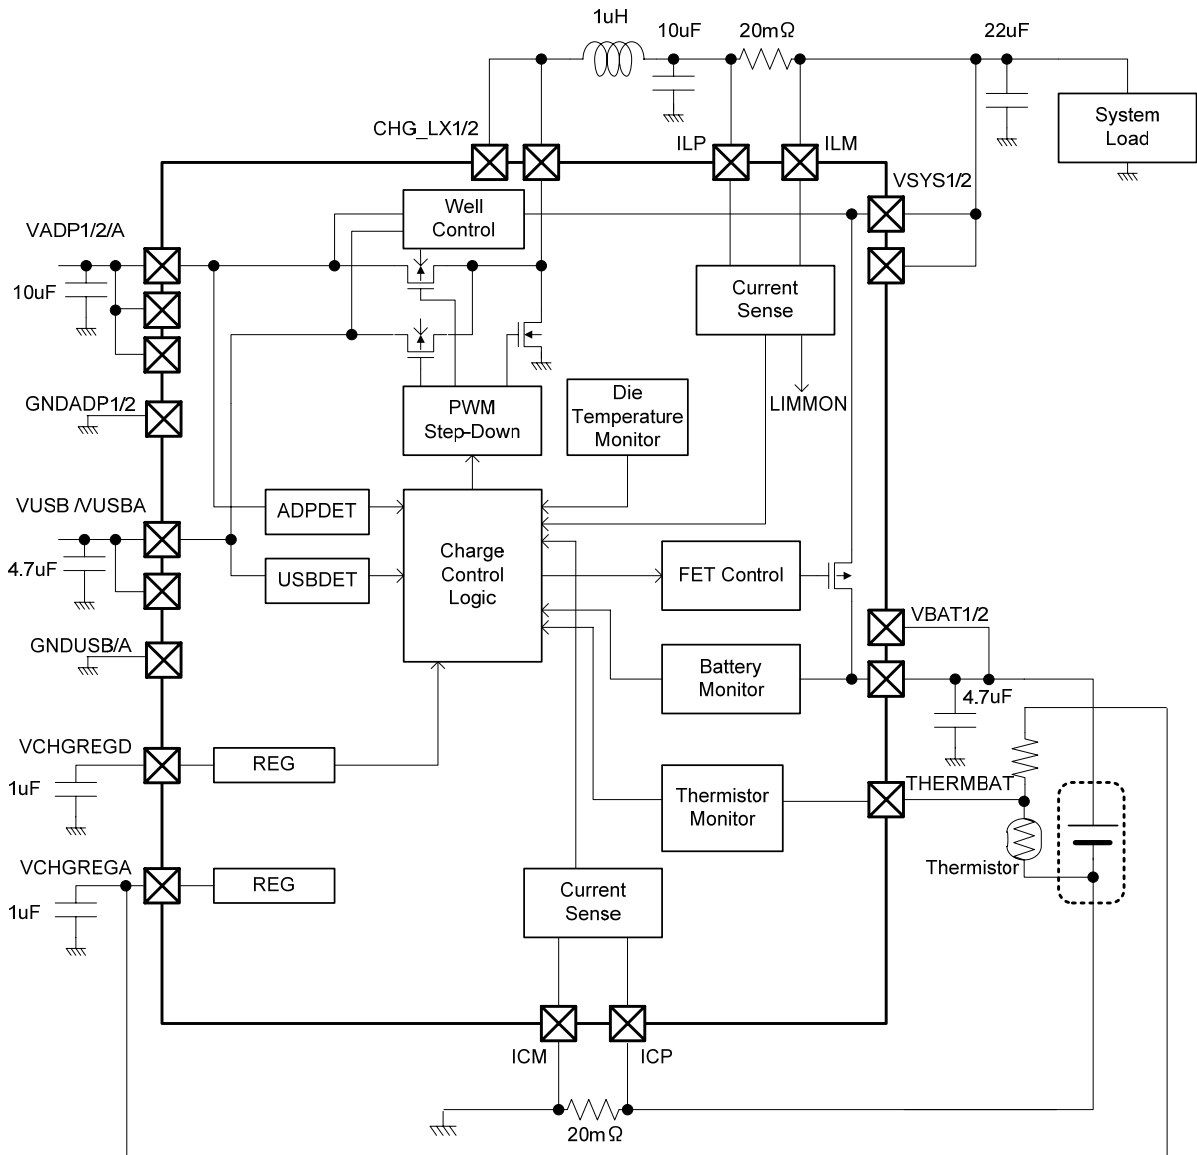 1uH
10uF
20mΩ
22uF
System
Load
CHG_LX1/2
ILP
ILM
VSYS1/2
Well
Control
VADP1/2/A
10uF
Current
Sense
LIMMON
GNDADP1/2
PWM
Step-Down
Die
Temperature
Monitor
VUSB /VUSBA
4.7uF
ADPDET
USBDET
Charge
Control
Logic
FET Control
VBAT1/2
GNDUSB/A
Battery
Monitor
4.7uF
VCHGREGD
1uF
REG
Thermistor
Monitor
THERMBAT
Thermistor
VCHGREGA
1uF
REG
Current
Sense
ICM
ICP
20mΩ